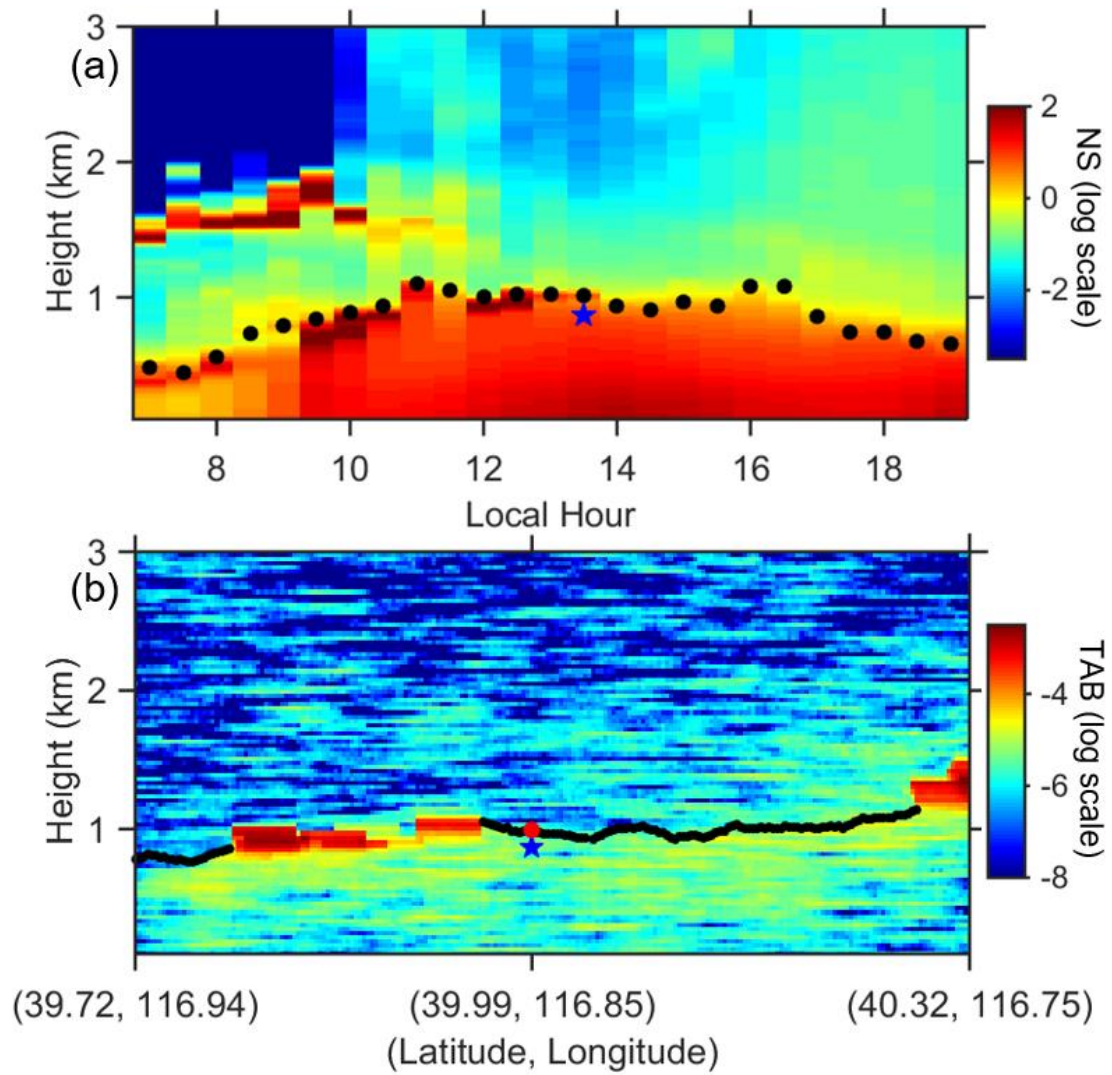 (a)
3
2
1
Height (km)
8 10 12 14 16 18
Local Hour
2
0
-2
NS (log scale)
(b)
3
2
1
Height (km)
(39.72, 116.94) (39.99, 116.85) (40.32, 116.75)
(Latitude, Longitude)
-4
-6
-8
TAB (log scale)